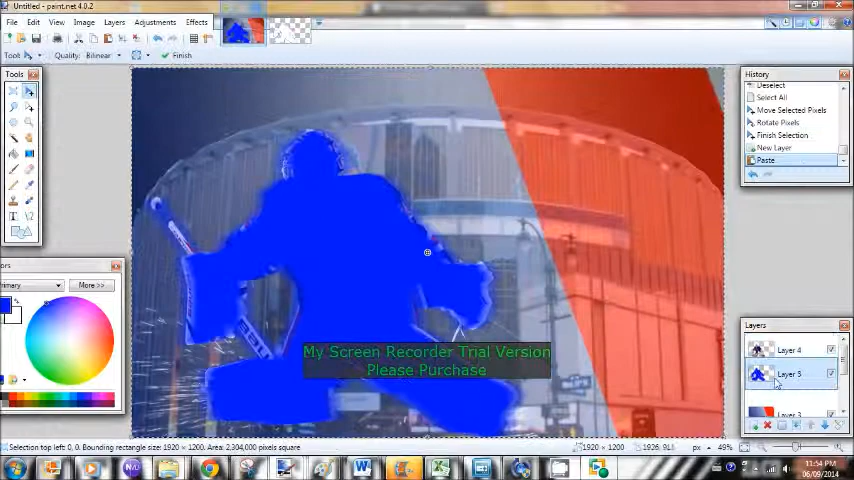 Untitled - paint.net 4.0.2
File Edit View Image Layers Adjustments Effects
Tool: Quality: Bilinear Finish
Tools
History
Deselect
Select All
Move Selected Pixels
Rotate Pixels
Finish Selection
New Layer
Paste
ors
Primary More >>
My Screen Recorder Trial Version
Please Purchase
Layers
Layer 4
Layer 5
Layer 3
Selection top left: 0, 0. Bounding rectangle size: 1920 × 1200. Area: 2,304,000 pixels square
1920 × 1200
px
49%
11:54 PM
06/09/2014